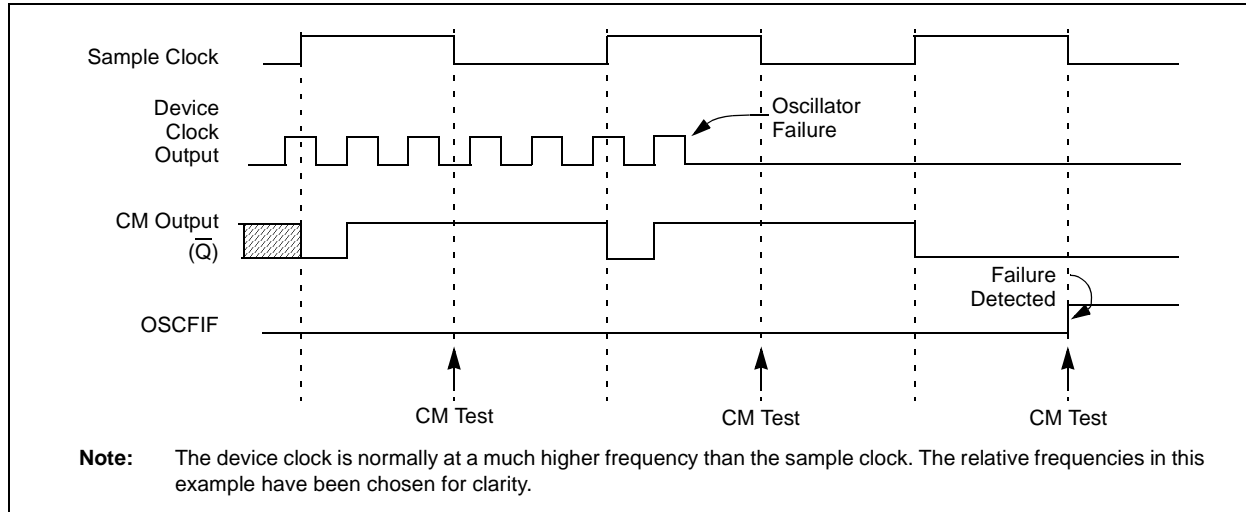 Sample Clock
Device
Clock
Output
Oscillator
Failure
CM Output
(Q̅)
Failure
Detected
OSCFIF
CM Test
CM Test
CM Test
Note: The device clock is normally at a much higher frequency than the sample clock. The relative frequencies in this
example have been chosen for clarity.